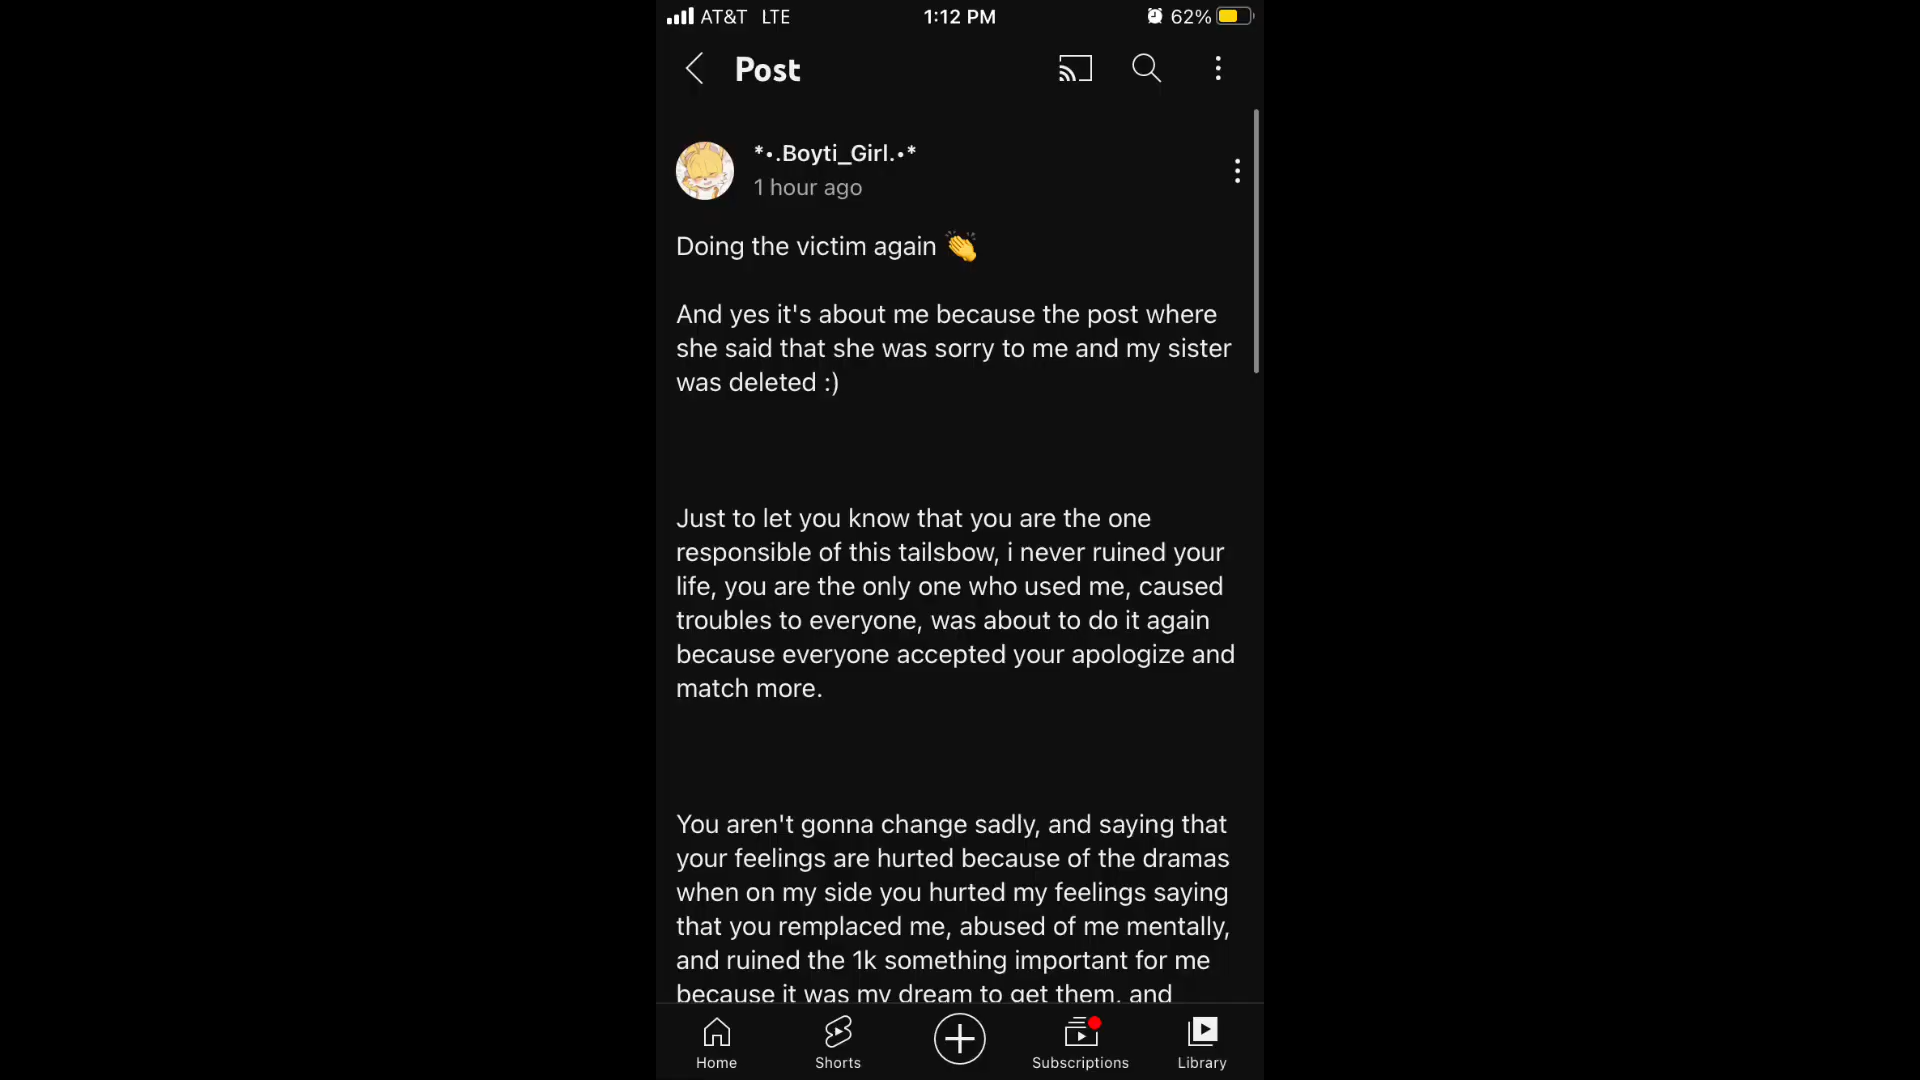 AT&T LTE 1:12 PM 62%
Post
*•.Boyti_Girl.•*
1 hour ago
Doing the victim again 👏
And yes it's about me because the post where
she said that she was sorry to me and my sister
was deleted :)
Just to let you know that you are the one
responsible of this tailsbow, i never ruined your
life, you are the only one who used me, caused
troubles to everyone, was about to do it again
because everyone accepted your apologize and
match more.
You aren't gonna change sadly, and saying that
your feelings are hurted because of the dramas
when on my side you hurted my feelings saying
that you remplaced me, abused of me mentally,
and ruined the 1k something important for me
because it was my dream to get them, and
Home Shorts Subscriptions Library